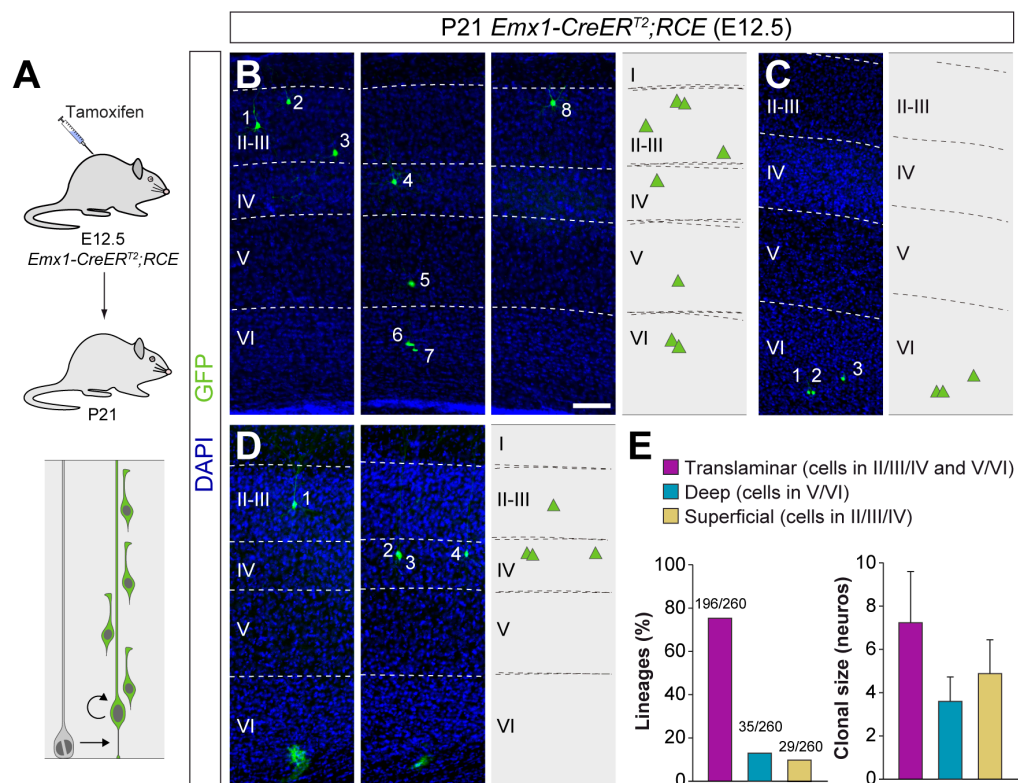 P21 Emx1-CreERT2;RCE (E12.5)
A
Tamoxifen
E12.5
Emx1-CreERT2;RCE
P21
DAPI GFP
B
1
2
3
II-III
IV
V
VI
4
5
6
7
8
I
II-III
IV
V
VI
C
II-III
IV
V
VI
1 2 3
II-III
IV
V
VI
D
II-III
IV
V
VI
1
2
3
4
I
II-III
IV
V
VI
E
Translaminar (cells in II/III/IV and V/VI)
Deep (cells in V/VI)
Superficial (cells in II/III/IV)
Lineages (%)
100
80
60
40
20
0
196/260
35/260
29/260
Clonal size (neuros)
10
8
6
4
2
0